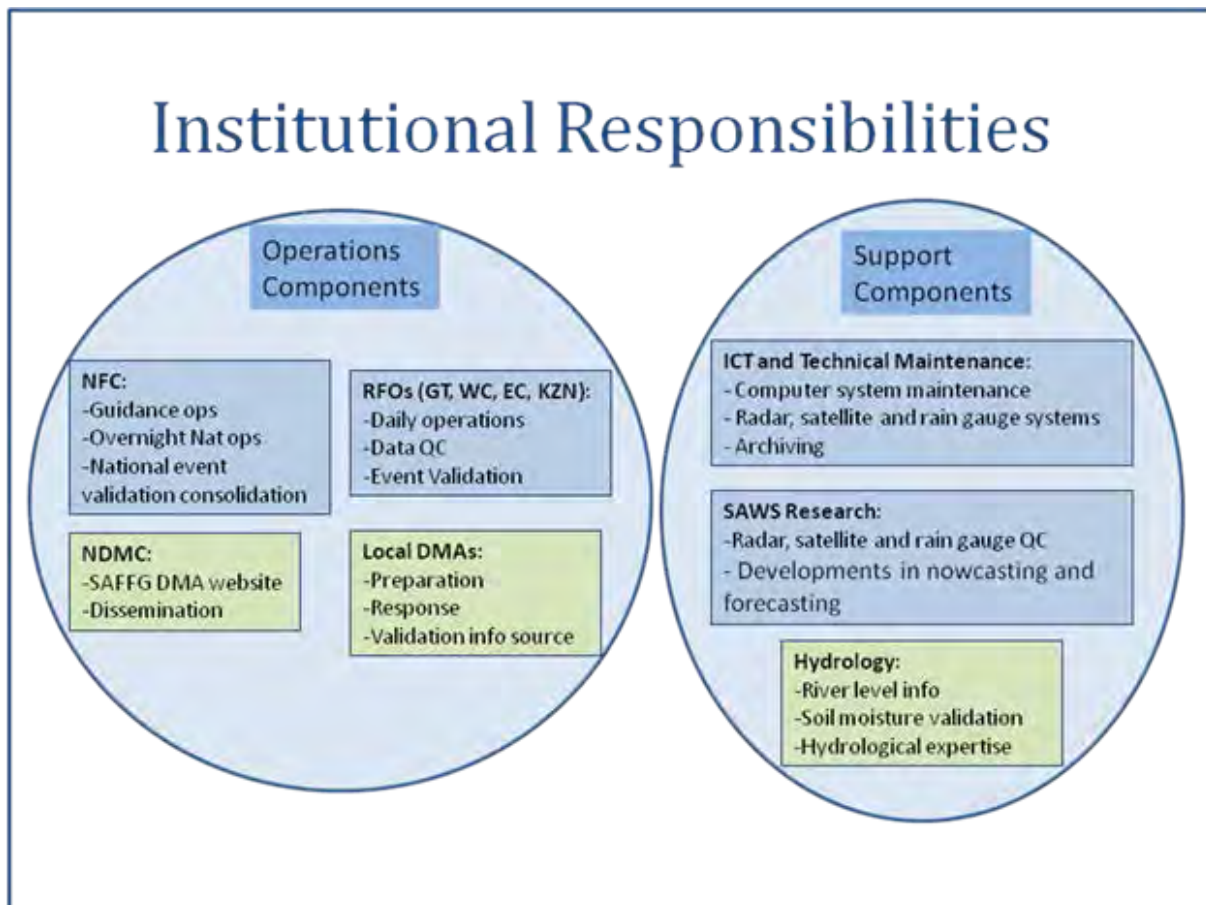 Institutional Responsibilities
Operations
Components
NFC:
-Guidance ops
-Overnight Nat ops
-National event
validation consolidation
RFOs (GT, WC, EC, KZN):
-Daily operations
-Data QC
-Event Validation
NDMC:
-SAFFG DMA website
-Dissemination
Local DMAs:
-Preparation
-Response
-Validation info source
Support
Components
ICT and Technical Maintenance:
- Computer system maintenance
- Radar, satellite and rain gauge systems
- Archiving
SAWS Research:
-Radar, satellite and rain gauge QC
- Developments in nowcasting and
forecasting
Hydrology:
-River level info
-Soil moisture validation
-Hydrological expertise